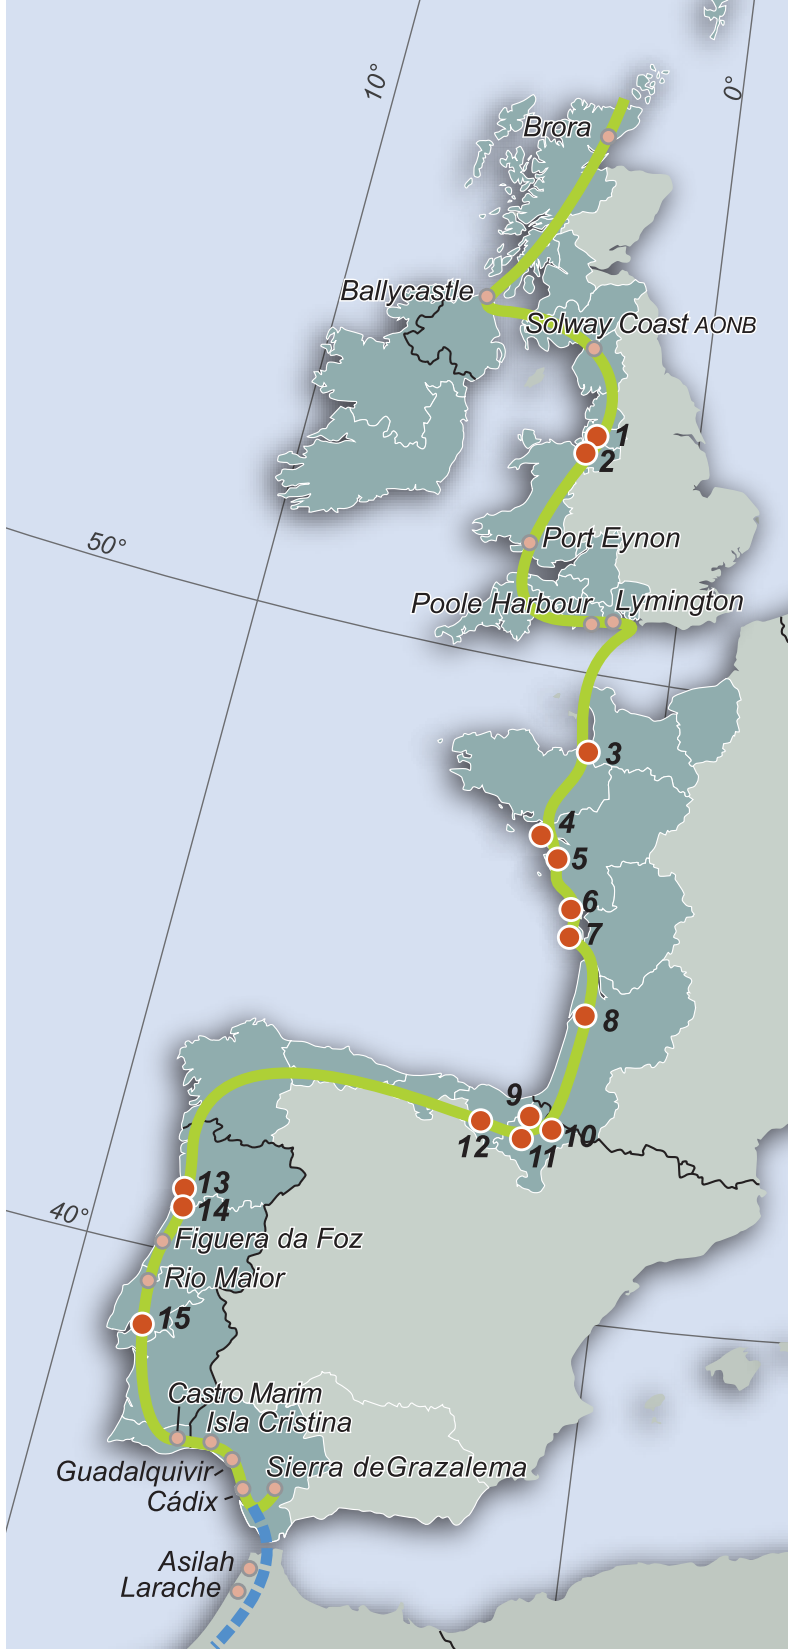 10°
0°
Brora
Ballycastle
Solway Coast AONB
1
2
50°
Port Eynon
Poole Harbour
Lymington
3
4
5
6
7
8
9
10
12
11
13
40°
14
Figuera da Foz
Rio Maior
15
Castro Marim
Isla Cristina
Guadalquivir
Sierra deGrazalema
Cádix
Asilah
Larache